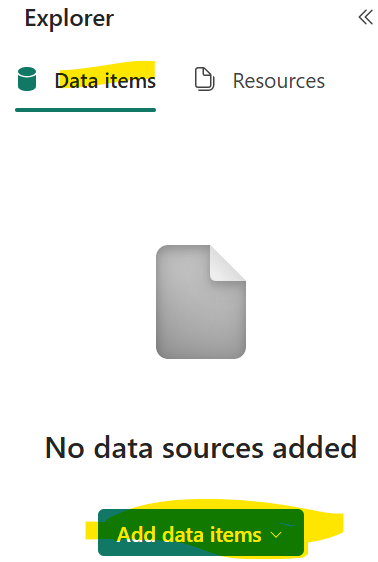 Explorer
Data items Resources
No data sources added
Add data items